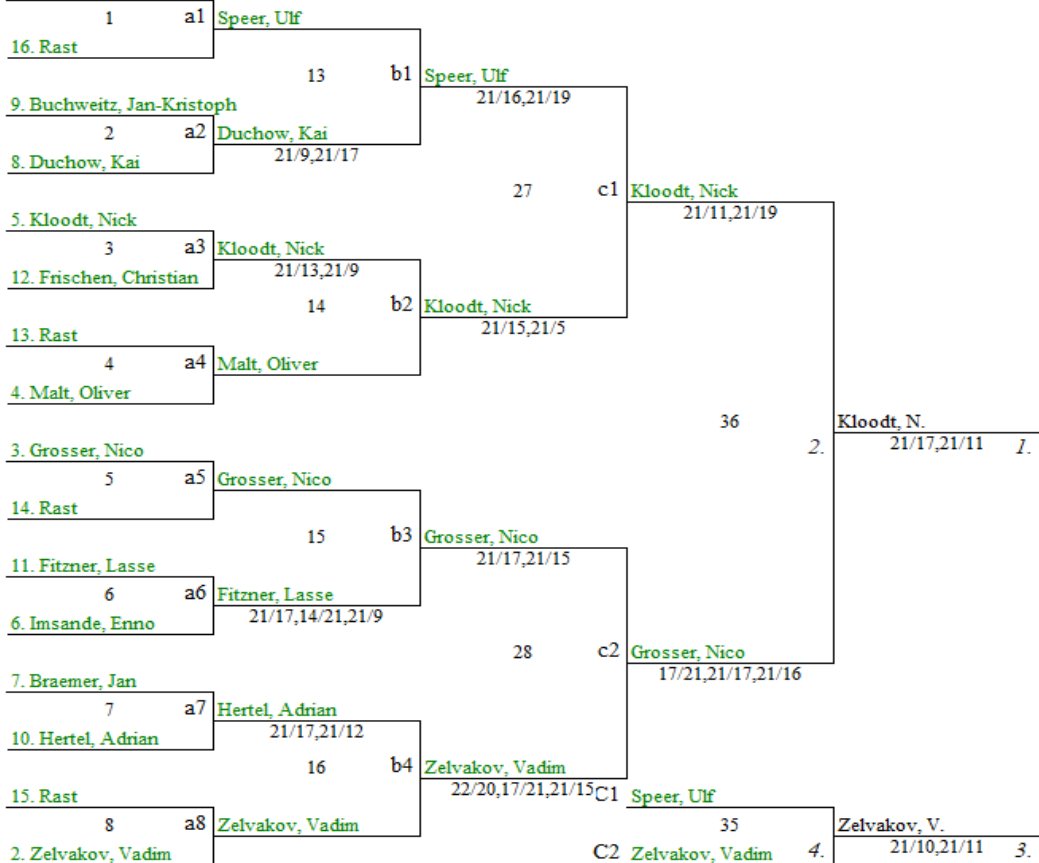 1 a1 Speer, Ulf
16. Rast
13 b1 Speer, Ulf
21/16,21/19
9. Buchweitz, Jan-Kristoph
2 a2 Duchow, Kai
21/9,21/17
8. Duchow, Kai
27 c1 Kloodt, Nick
21/11,21/19
5. Kloodt, Nick
3 a3 Kloodt, Nick
21/13,21/9
12. Frischen, Christian
14 b2 Kloodt, Nick
21/15,21/5
13. Rast
4 a4 Malt, Oliver
4. Malt, Oliver
36 2. Kloodt, N.
21/17,21/11 1.
3. Grosser, Nico
5 a5 Grosser, Nico
14. Rast
15 b3 Grosser, Nico
21/17,21/15
11. Fitzner, Lasse
6 a6 Fitzner, Lasse
21/17,14/21,21/9
6. Imsande, Enno
28 c2 Grosser, Nico
17/21,21/17,21/16
7. Braemer, Jan
7 a7 Hertel, Adrian
21/17,21/12
10. Hertel, Adrian
16 b4 Zelvakov, Vadim
22/20,17/21,21/15
15. Rast
C1 Speer, Ulf
8 a8 Zelvakov, Vadim
35 Zelvakov, V.
21/10,21/11 3.
2. Zelvakov, Vadim
C2 Zelvakov, Vadim 4.